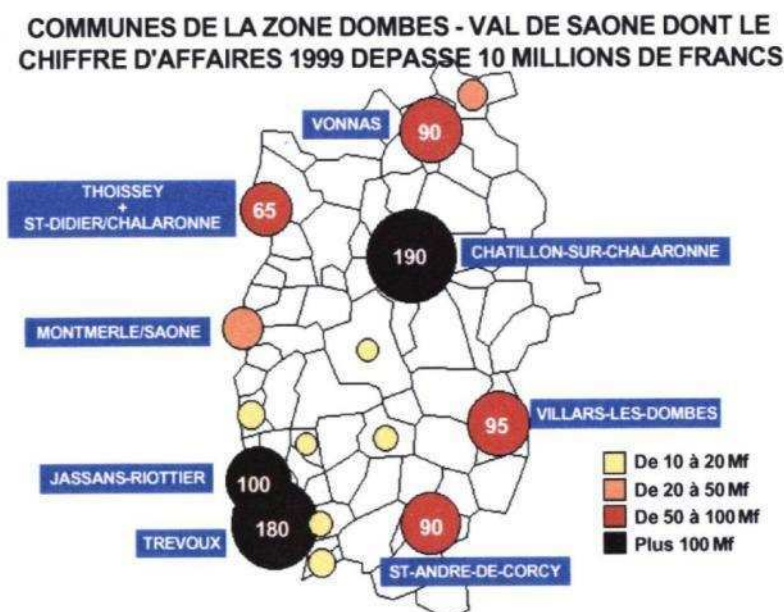 COMMUNES DE LA ZONE DOMBES - VAL DE SAONE DONT LE
CHIFFRE D'AFFAIRES 1999 DEPASSE 10 MILLIONS DE FRANCS
VONNAS
90
THOISSEY
+
ST-DIDIER/CHALARONNE
65
190
CHATILLON-SUR-CHALARONNE
MONTMERLE/SAONE
95
VILLARS-LES-DOMBES
JASSANS-RIOTTIER
100
TREVOUX
180
90
ST-ANDRE-DE-CORCY
De 10 à 20 Mf
De 20 à 50 Mf
De 50 à 100 Mf
Plus 100 Mf